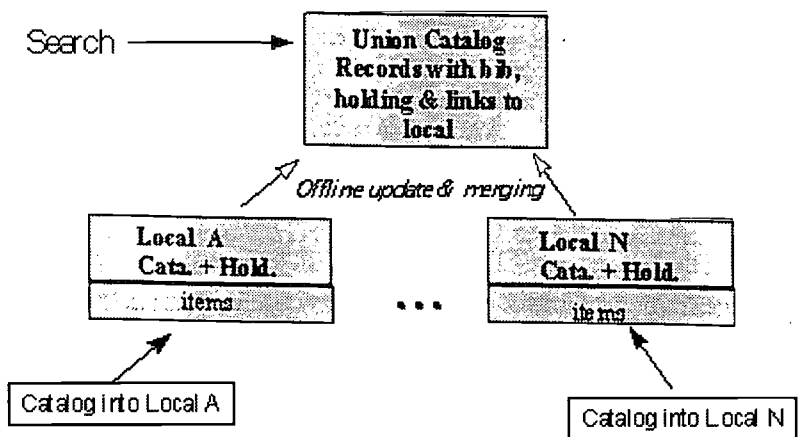 Search
Union Catalog
Records with bib,
holding & links to
local
Offline update & merging
Local A
Cata. + Hold.
items
...
Local N
Cata. + Hold.
items
Catalog into Local A
Catalog into Local N